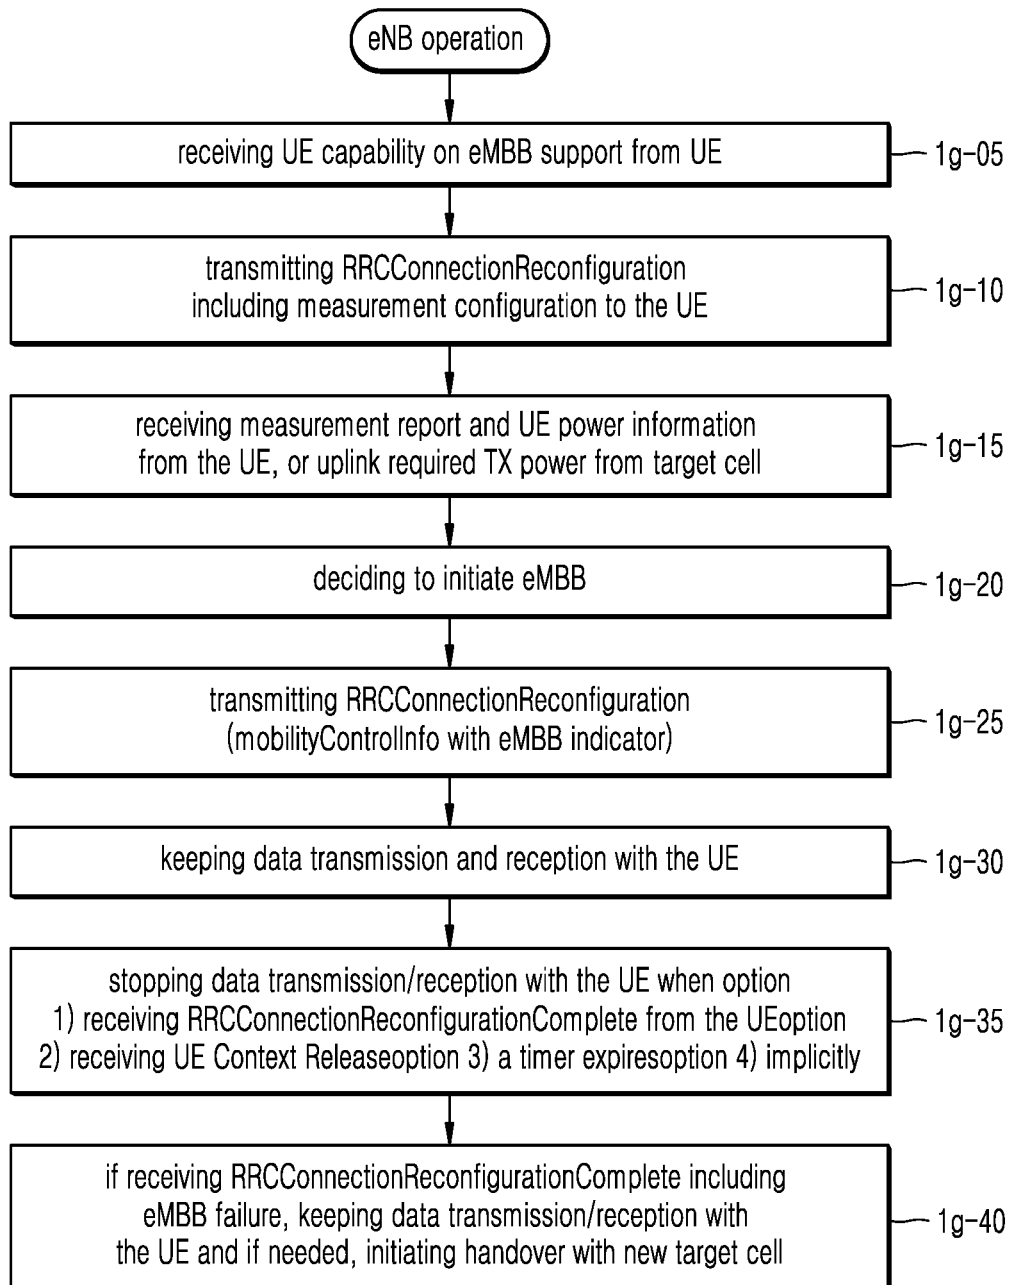 eNB operation
receiving UE capability on eMBB support from UE
1g-05
transmitting RRCConnectionReconfiguration
including measurement configuration to the UE
1g-10
receiving measurement report and UE power information
from the UE, or uplink required TX power from target cell
1g-15
deciding to initiate eMBB
1g-20
transmitting RRCConnectionReconfiguration
(mobilityControlInfo with eMBB indicator)
1g-25
keeping data transmission and reception with the UE
1g-30
stopping data transmission/reception with the UE when option
1) receiving RRCConnectionReconfigurationComplete from the UEoption
2) receiving UE Context Releaseoption 3) a timer expiresoption 4) implicitly
1g-35
if receiving RRCConnectionReconfigurationComplete including
eMBB failure, keeping data transmission/reception with
the UE and if needed, initiating handover with new target cell
1g-40